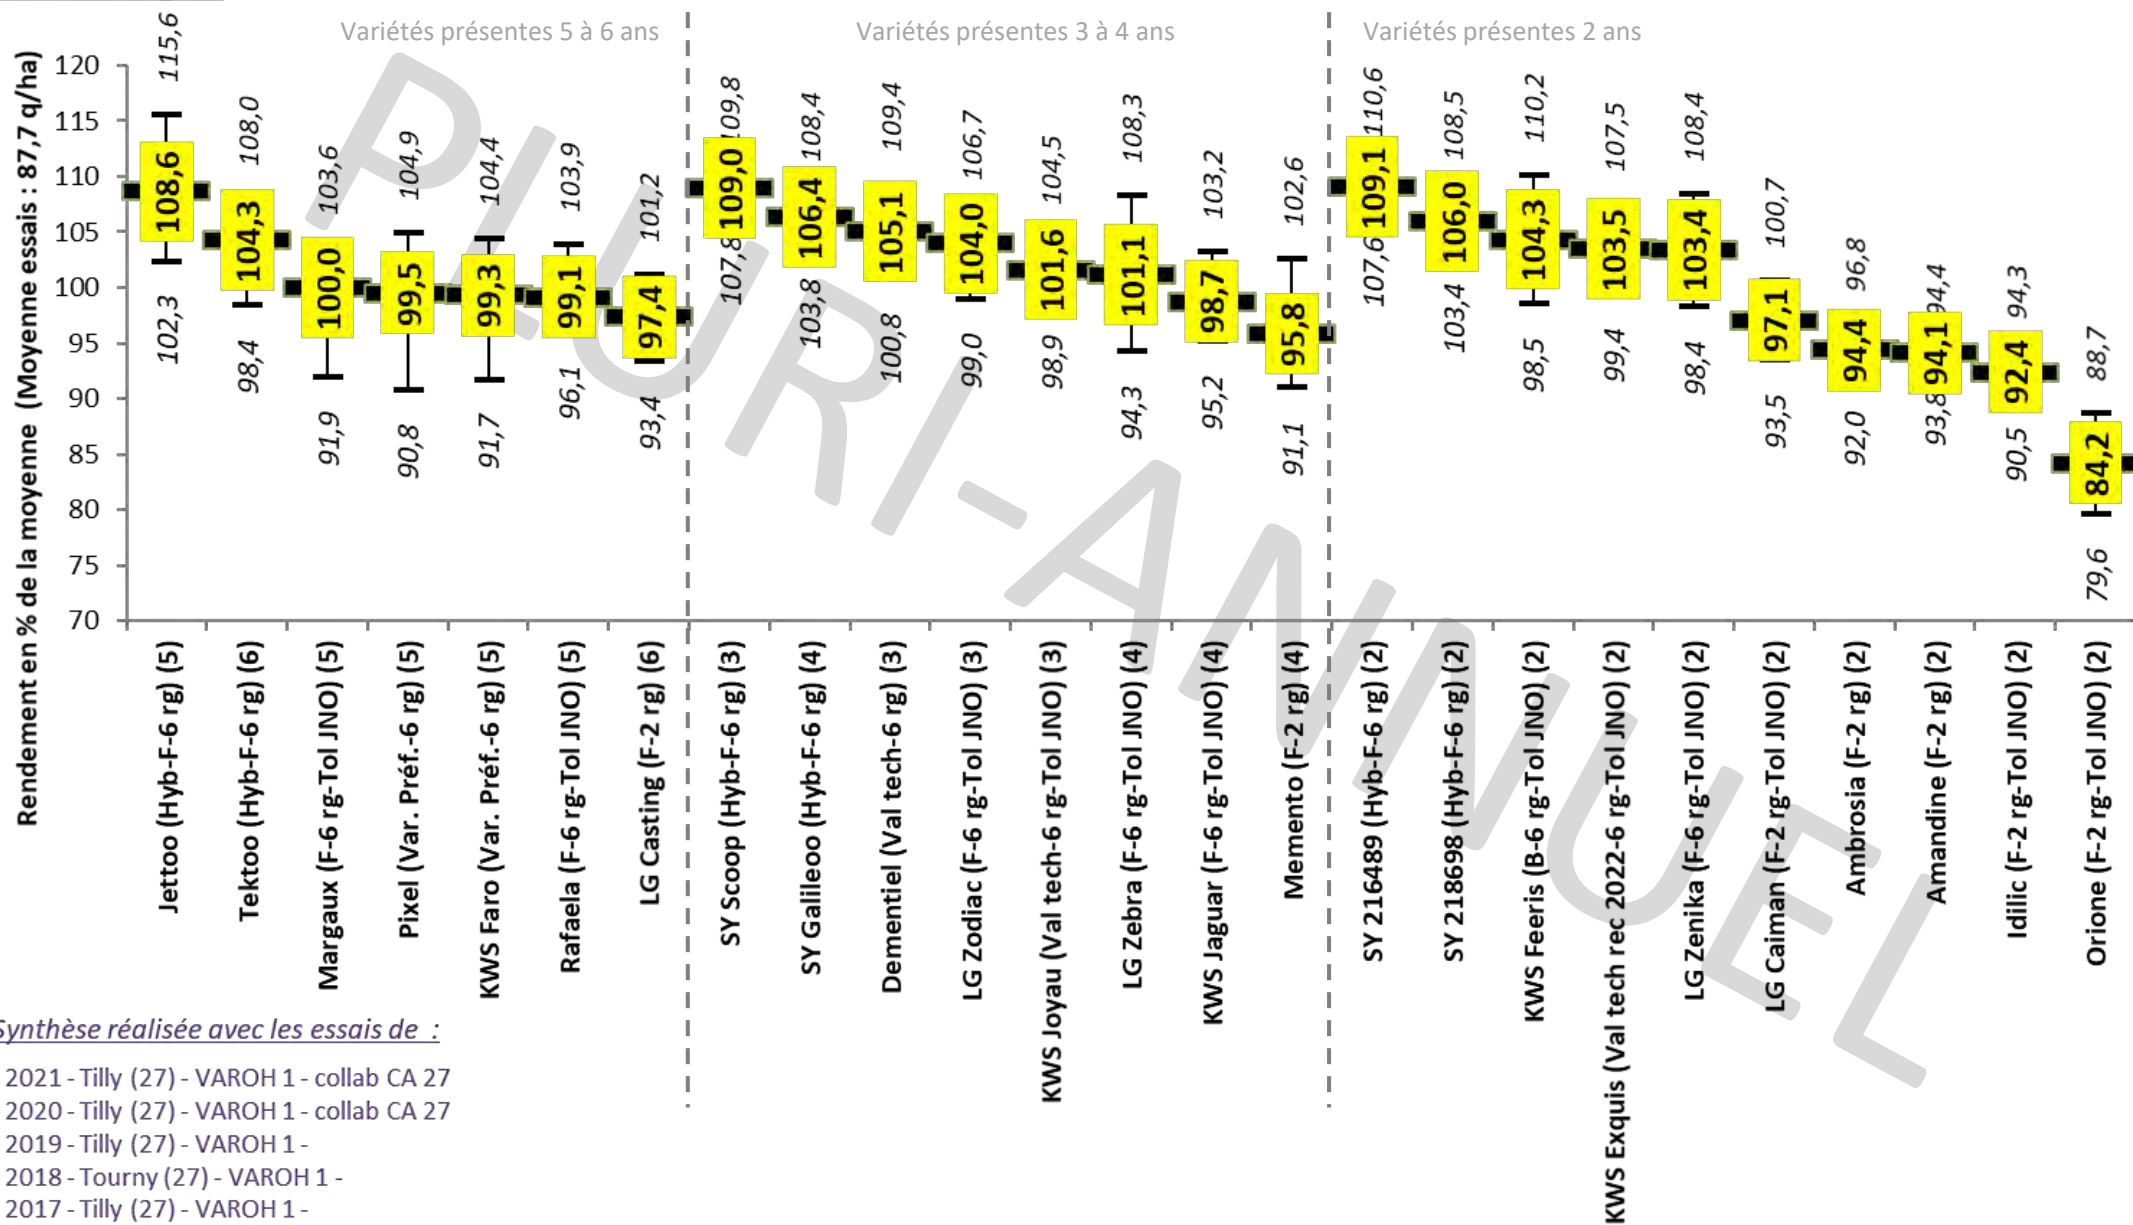 Variétés présentes 5 à 6 ans
Variétés présentes 3 à 4 ans
Variétés présentes 2 ans
Rendement en % de la moyenne (Moyenne essais : 87,7 q/ha)
120
115
110
105
100
95
90
85
80
75
70
115,6
108,0
103,6
104,9
104,4
103,9
101,2
109,8
108,4
109,4
106,7
104,5
108,3
103,2
102,6
110,6
108,5
110,2
107,5
108,4
100,7
96,8
94,4
94,3
88,7
108,6
104,3
100,0
99,5
99,3
99,1
97,4
109,0
106,4
105,1
104,0
101,6
101,1
98,7
95,8
109,1
106,0
104,3
103,5
103,4
97,1
94,4
94,1
92,4
84,2
102,3
98,4
91,9
90,8
91,7
96,1
93,4
107,8
103,8
100,8
99,0
98,9
94,3
95,2
91,1
107,6
103,4
98,5
99,4
98,4
93,5
92,0
93,8
90,5
79,6
Jettoo (Hyb-F-6 rg) (5)
Tektoo (Hyb-F-6 rg) (6)
Margaux (F-6 rg-Tol JNO) (5)
Pixel (Var. Préf.-6 rg) (5)
KWS Faro (Var. Préf.-6 rg) (5)
Rafaela (F-6 rg-Tol JNO) (5)
LG Casting (F-2 rg) (6)
SY Scoop (Hyb-F-6 rg) (3)
SY Galileoo (Hyb-F-6 rg) (4)
Dementiel (Val tech-6 rg) (3)
LG Zodiac (F-6 rg-Tol JNO) (3)
KWS Joyau (Val tech-6 rg-Tol JNO) (3)
LG Zebra (F-6 rg-Tol JNO) (4)
KWS Jaguar (F-6 rg-Tol JNO) (4)
Memento (F-2 rg) (4)
SY 216489 (Hyb-F-6 rg) (2)
SY 218698 (Hyb-F-6 rg) (2)
KWS Feeris (B-6 rg-Tol JNO) (2)
KWS Exquis (Val tech rec 2022-6 rg-Tol JNO) (2)
LG Zenika (F-6 rg-Tol JNO) (2)
LG Caiman (F-2 rg-Tol JNO) (2)
Ambrosia (F-2 rg) (2)
Amandine (F-2 rg) (2)
Idilic (F-2 rg-Tol JNO) (2)
Orione (F-2 rg-Tol JNO) (2)
PLURI-ANNUEL
Synthèse réalisée avec les essais de :
2021 - Tilly (27) - VAROH 1 - collab CA 27
2020 - Tilly (27) - VAROH 1 - collab CA 27
2019 - Tilly (27) - VAROH 1 -
2018 - Tourny (27) - VAROH 1 -
2017 - Tilly (27) - VAROH 1 -